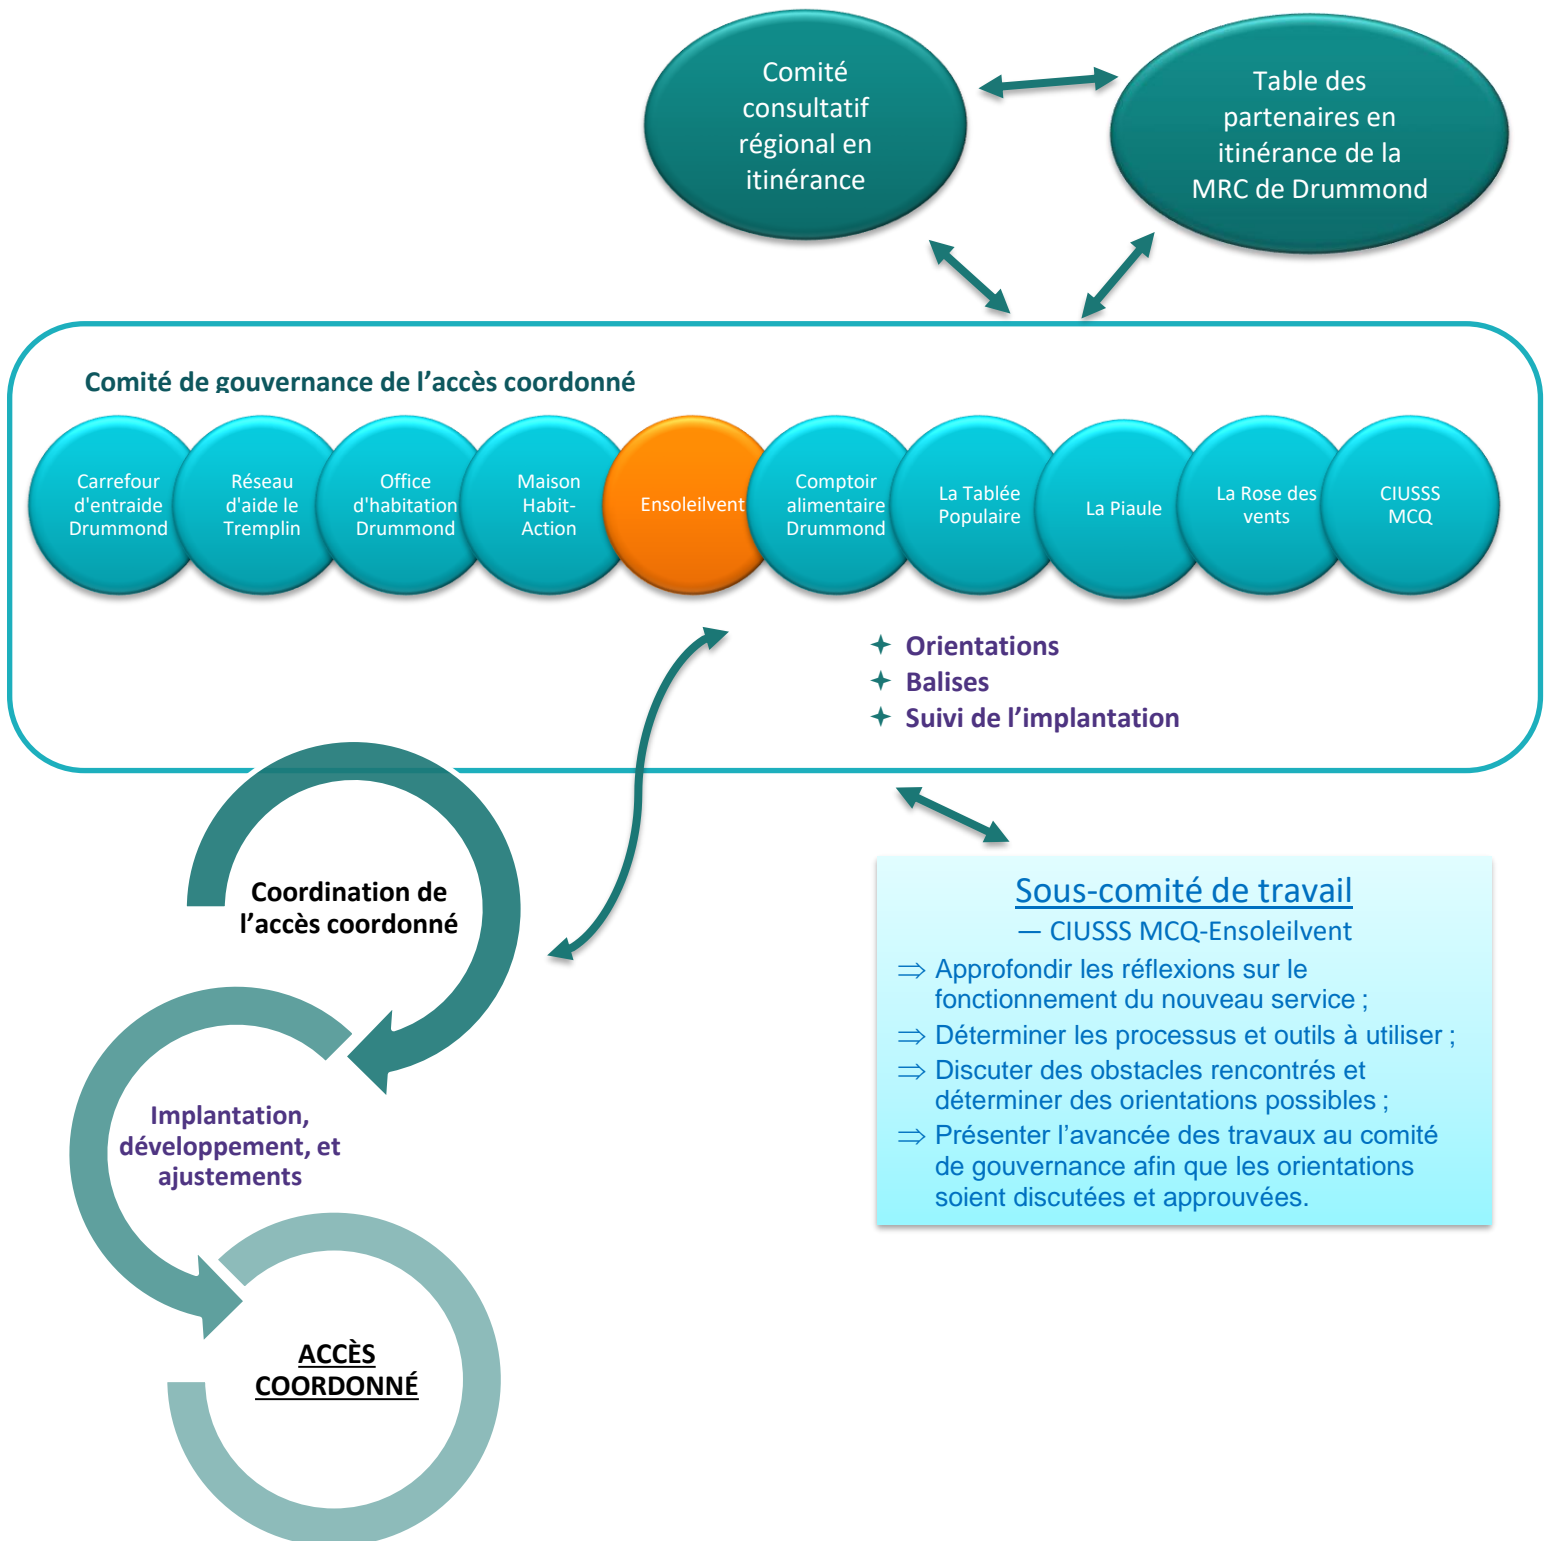 Comité
consultatif
régional en
itinérance
Table des
partenaires en
itinérance de la
MRC de Drummond
Comité de gouvernance de l’accès coordonné
Carrefour
d'entraide
Drummond
Réseau
d'aide le
Tremplin
Office
d'habitation
Drummond
Maison
Habit-
Action
Ensoleilvent
Comptoir
alimentaire
Drummond
La Tablée
Populaire
La Piaule
La Rose des
vents
CIUSSS
MCQ
Orientations
Balises
Suivi de l’implantation
Coordination de
l’accès coordonné
Implantation,
développement, et
ajustements
ACCÈS
COORDONNÉ
Sous-comité de travail
— CIUSSS MCQ-Ensoleilvent
⇒ Approfondir les réflexions sur le
fonctionnement du nouveau service ;
⇒ Déterminer les processus et outils à utiliser ;
⇒ Discuter des obstacles rencontrés et
déterminer des orientations possibles ;
⇒ Présenter l’avancée des travaux au comité
de gouvernance afin que les orientations
soient discutées et approuvées.